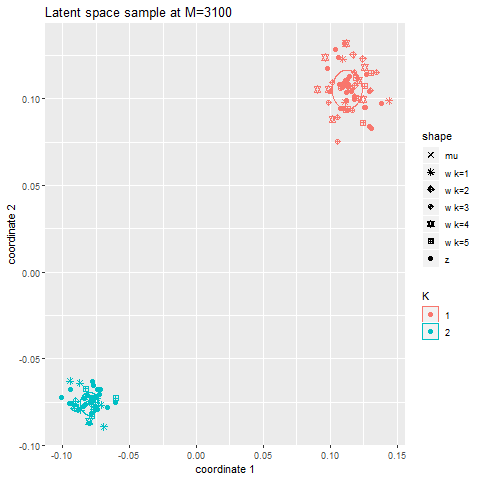 Latent space sample at M=3100
coordinate 2
0.10
0.05
0.00
-0.05
-0.10
-0.10
-0.05
0.00
0.05
0.10
0.15
coordinate 1
shape
mu
w k=1
w k=2
w k=3
w k=4
w k=5
z
K
1
2